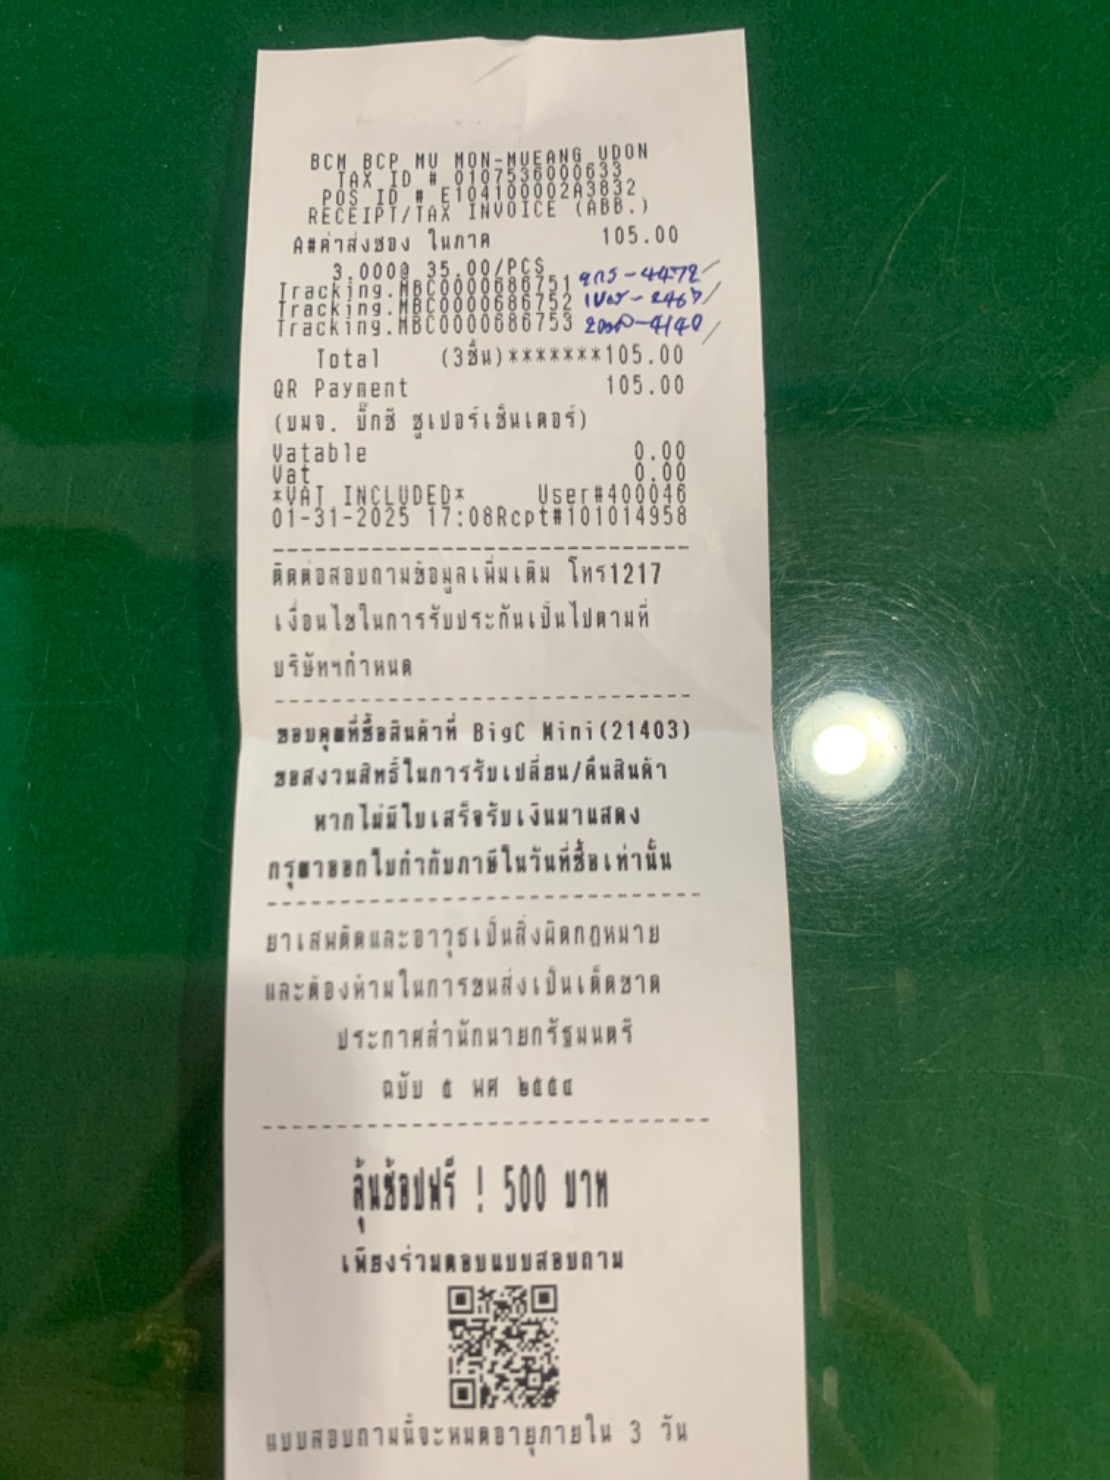 BCM BCP MU MON-MUEANG UDON
TAX ID # 0107536000633
POS ID # E104100002A3832
RECEIPT/TAX INVOICE (ABB.)
A#ค่าส่งของ ในภาค 105.00
3.000@ 35.00/PCS
Tracking.MBC0000686751 -4472
Tracking.MBC0000686752
Tracking.MBC0000686753 -4140
Total (3ชิ้น)*******105.00
QR Payment 105.00
(บมจ. บิ๊กซี ซูเปอร์เซ็นเตอร์)
Vatable 0.00
Vat 0.00
*VAT INCLUDED* User#400046
01-31-2025 17:08Rcpt#101014958
ติดต่อสอบถามข้อมูลเพิ่มเติม โทร1217
เงื่อนไขในการรับประกันเป็นไปตามที่
บริษัทฯกำหนด
ขอบคุณที่ซื้อสินค้าที่ BigC Mini(21403)
ขอสงวนสิทธิ์ในการรับเปลี่ยน/คืนสินค้า
หากไม่มีใบเสร็จรับเงินมาแสดง
กรุณาออกใบกำกับภาษีในวันที่ซื้อเท่านั้น
ยาเสพติดและอาวุธเป็นสิ่งผิดกฎหมาย
และต้องห้ามในการขนส่งเป็นเด็ดขาด
ประกาศสำนักนายกรัฐมนตรี
ฉบับ ๕ พศ ๒๕๕๔
ลุ้นช้อปฟรี ! 500 บาท
เพียงร่วมตอบแบบสอบถาม
แบบสอบถามนี้จะหมดอายุภายใน 3 วัน